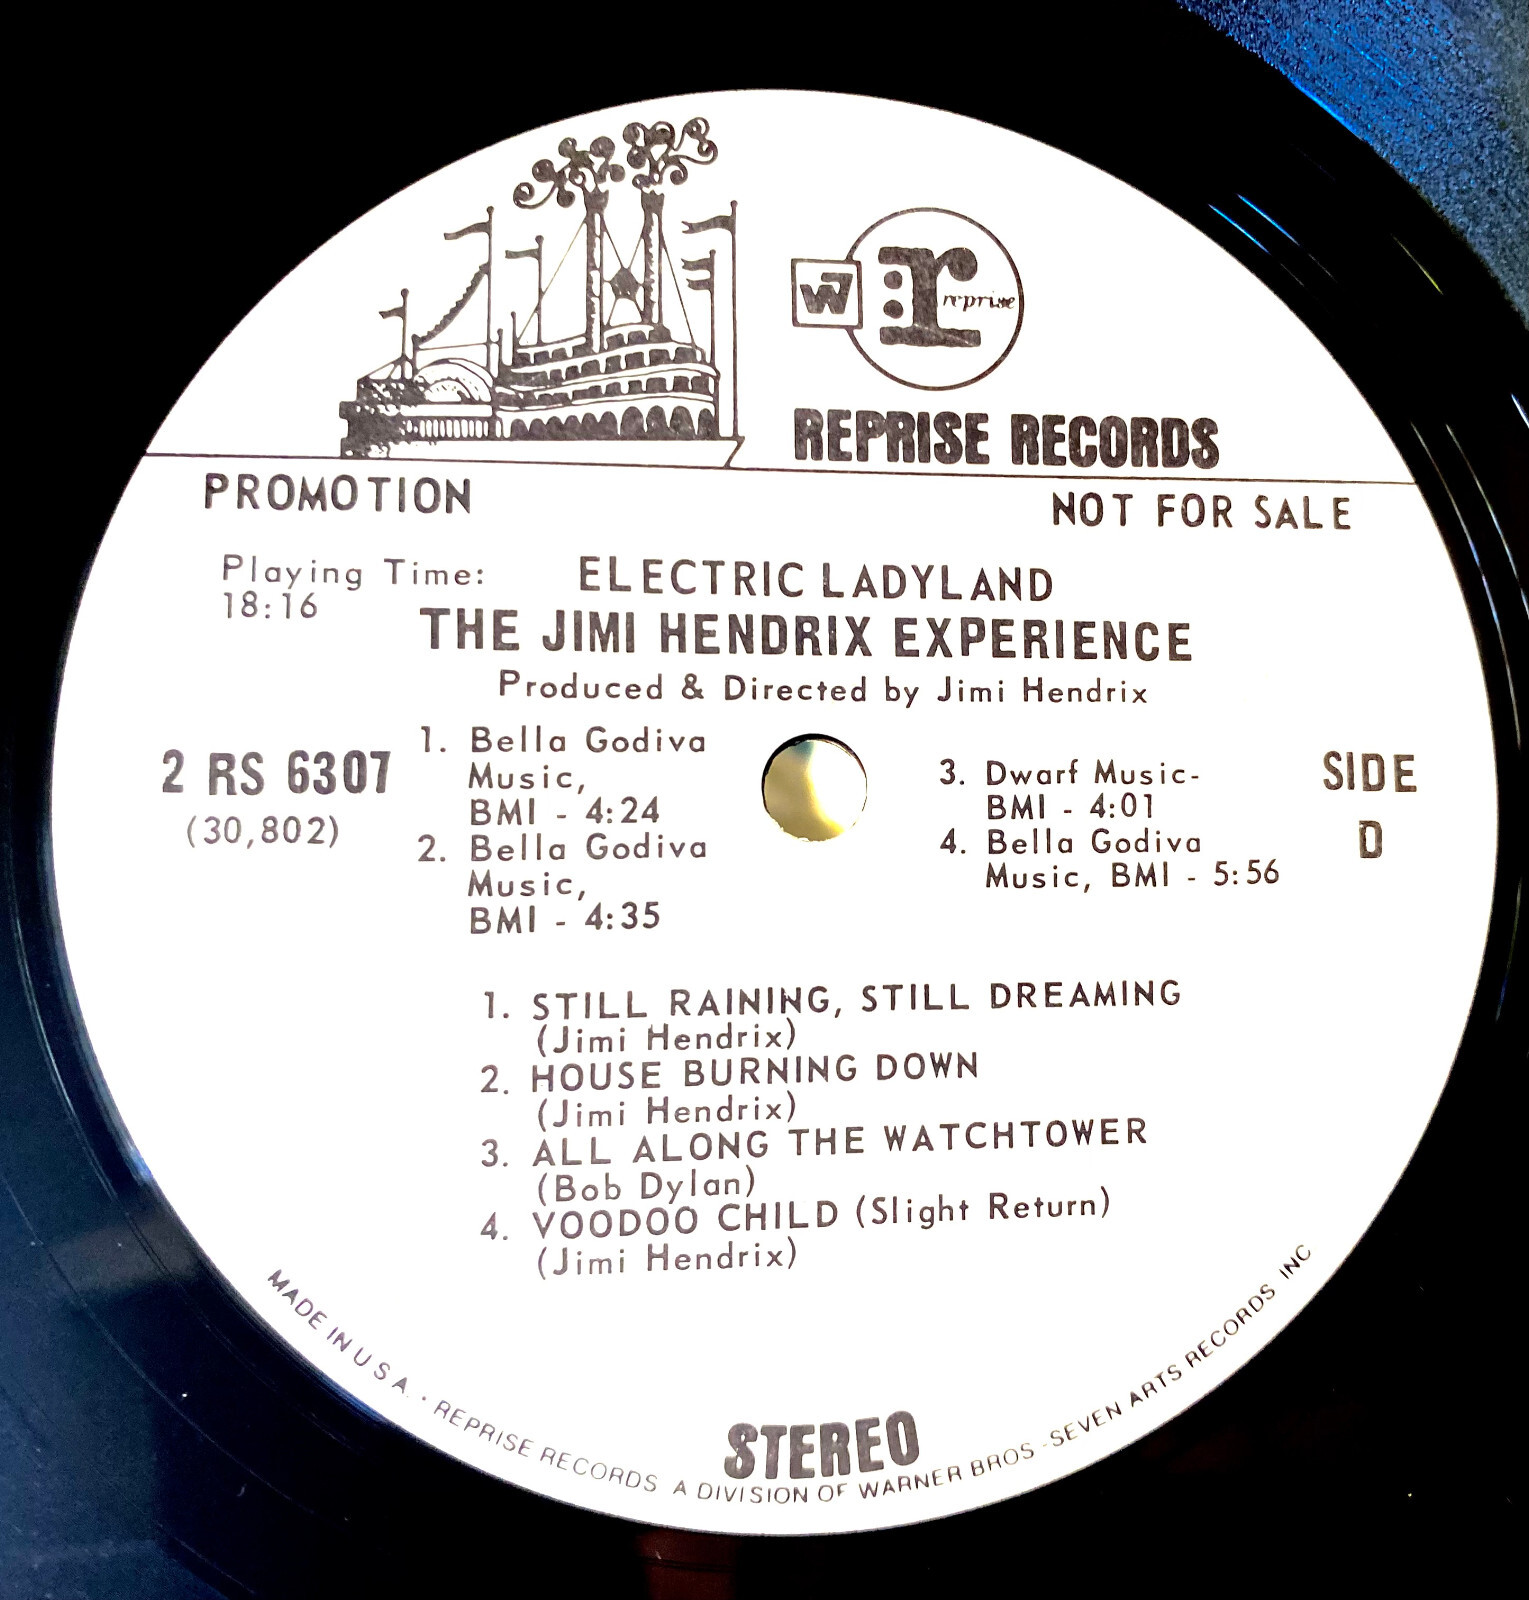 W7
r
reprise
REPRISE RECORDS
PROMOTION
NOT FOR SALE
Playing Time:
18:16
ELECTRIC LADYLAND
THE JIMI HENDRIX EXPERIENCE
Produced & Directed by Jimi Hendrix
2 RS 6307
(30,802)
1. Bella Godiva
Music,
BMI - 4:24
2. Bella Godiva
Music,
BMI - 4:35
3. Dwarf Music-
BMI - 4:01
4. Bella Godiva
Music, BMI - 5:56
SIDE
D
1. STILL RAINING, STILL DREAMING
(Jimi Hendrix)
2. HOUSE BURNING DOWN
(Jimi Hendrix)
3. ALL ALONG THE WATCHTOWER
(Bob Dylan)
4. VOODOO CHILD (Slight Return)
(Jimi Hendrix)
STEREO
MADE IN U.S.A. · REPRISE RECORDS A DIVISION OF WARNER BROS.-SEVEN ARTS RECORDS INC